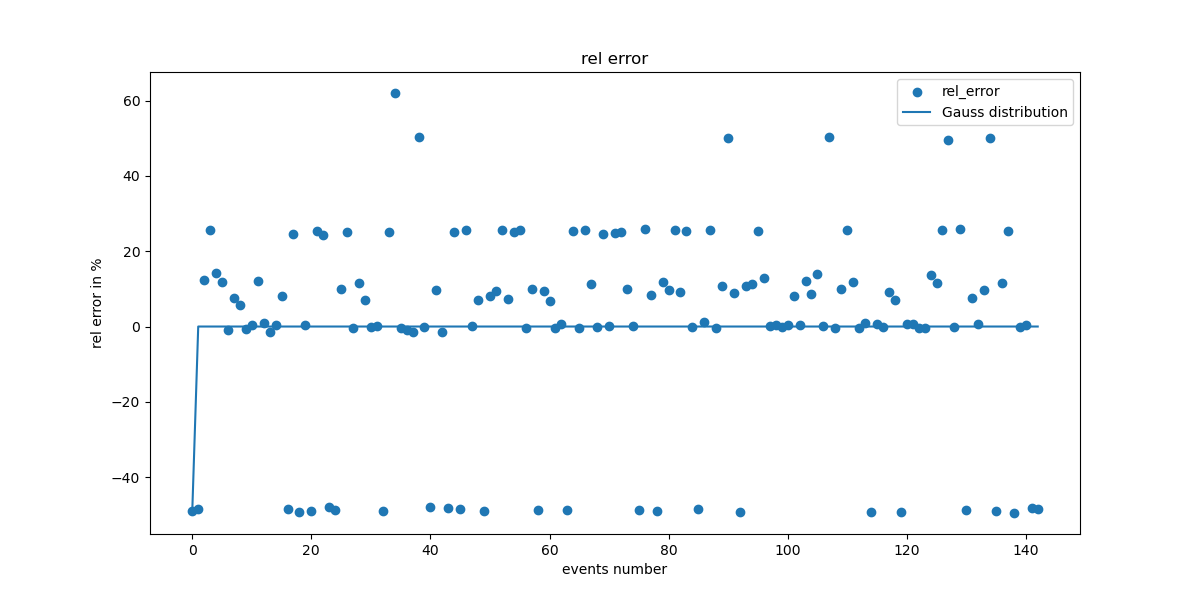 rel error
rel_error
Gauss distribution
rel error in %
60
40
20
0
−20
−40
0 20 40 60 80 100 120 140
events number